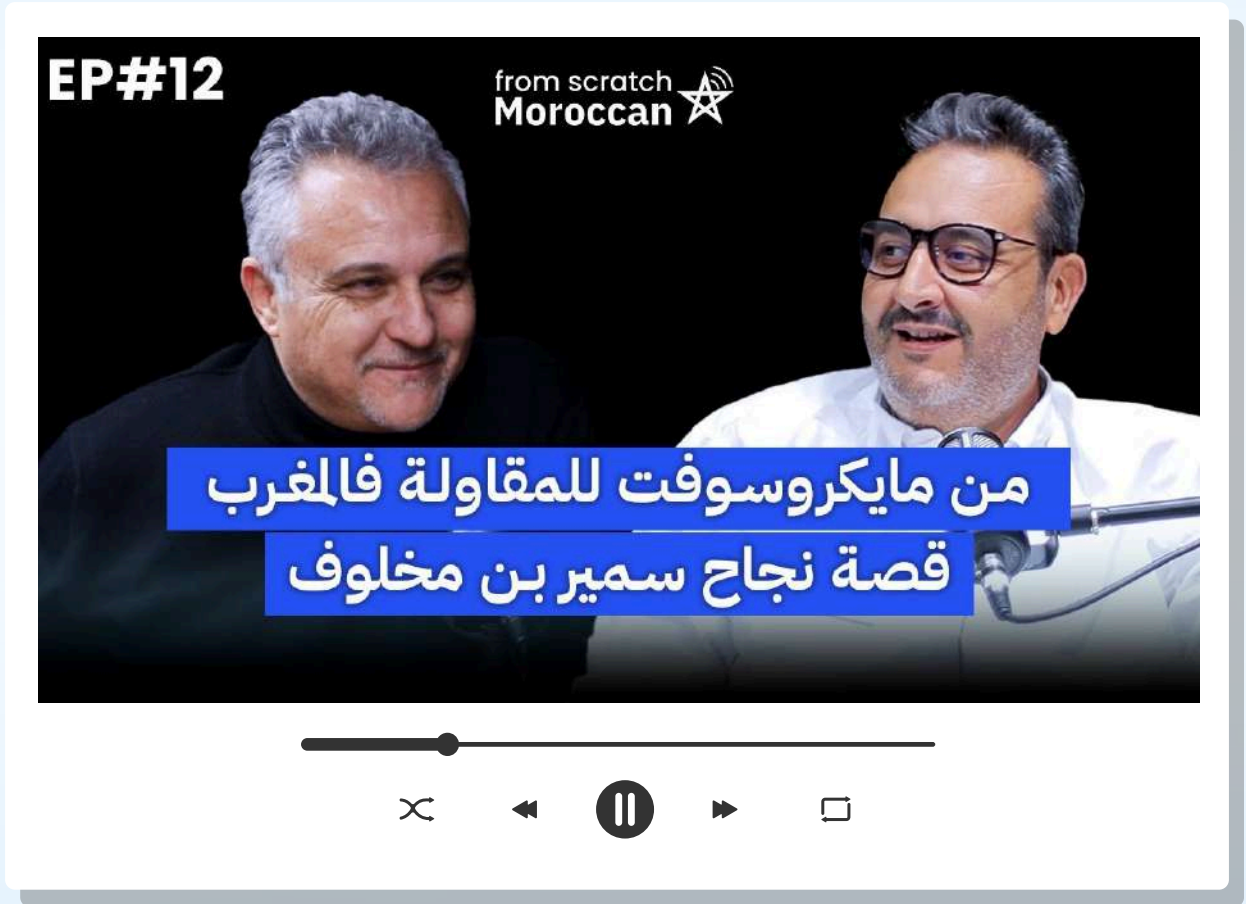 EP#12
from scratch
Moroccan
من مايكروسوفت للمقاولة فالمغرب
قصة نجاح سمير بن مخلوف